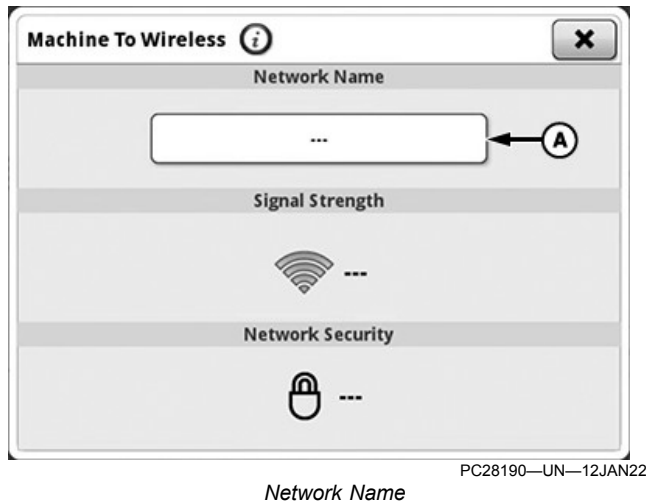 Machine To Wireless i
Network Name
---
A
Signal Strength
---
Network Security
---
PC28190—UN—12JAN22
Network Name